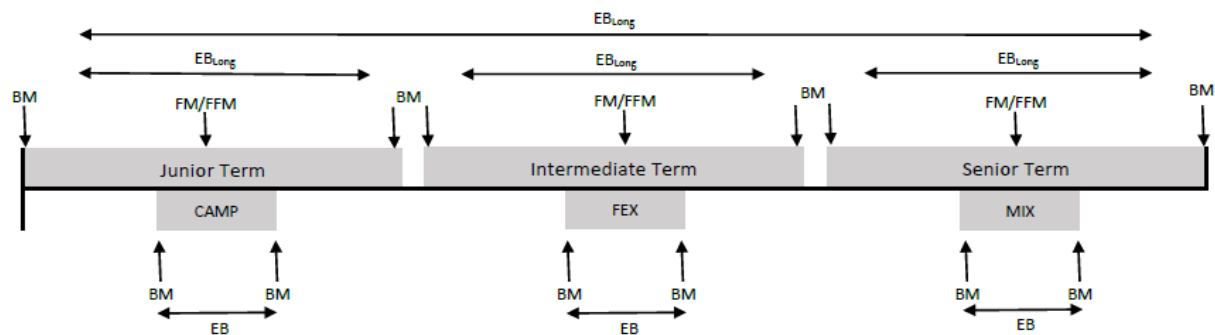 EBLong
EBLong EBLong EBLong
BM FM/FFM BM FM/FFM BM FM/FFM BM
Junior Term Intermediate Term Senior Term
CAMP FEX MIX
BM BM BM BM BM BM
EB EB EB